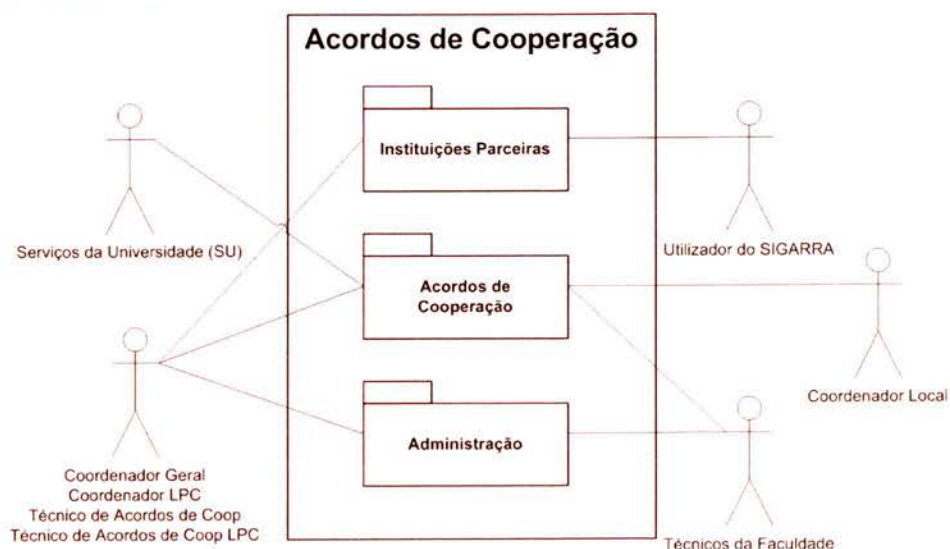 Acordos de Cooperação
Instituições Parceiras
Serviços da Universidade (SU)
Utilizador do SIGARRA
Acordos de
Cooperação
Coordenador Local
Administração
Coordenador Geral
Coordenador LPC
Técnico de Acordos de Coop
Técnico de Acordos de Coop LPC
Técnicos da Faculdade